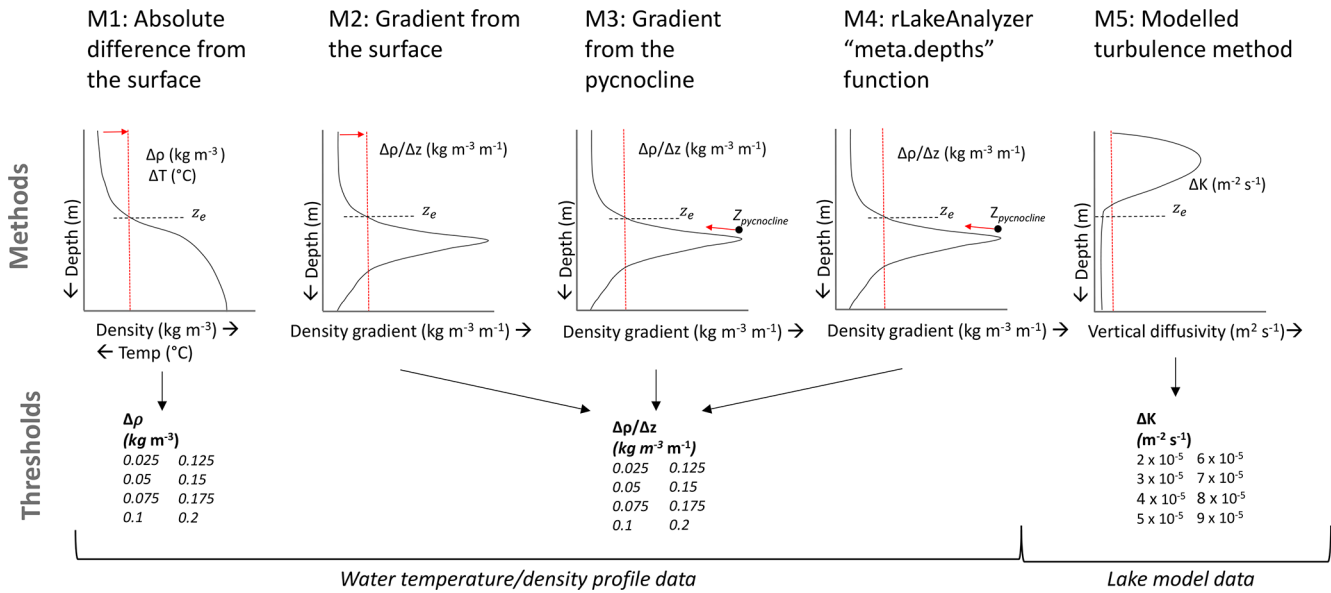 M1: Absolute
difference from
the surface
M2: Gradient from
the surface
M3: Gradient
from the
pycnocline
M4: rLakeAnalyzer
“meta.depths”
function
M5: Modelled
turbulence method
Methods
← Depth (m)
Δρ (kg m⁻³)
ΔT (°C)
zₑ
Density (kg m⁻³) →
← Temp (°C)
← Depth (m)
Δρ/Δz (kg m⁻³ m⁻¹)
zₑ
Density gradient (kg m⁻³ m⁻¹) →
← Depth (m)
Δρ/Δz (kg m⁻³ m⁻¹)
zₑ
Zpycnocline
Density gradient (kg m⁻³ m⁻¹) →
← Depth (m)
Δρ/Δz (kg m⁻³ m⁻¹)
zₑ
Zpycnocline
Density gradient (kg m⁻³ m⁻¹) →
← Depth (m)
ΔK (m⁻² s⁻¹)
zₑ
Vertical diffusivity (m² s⁻¹) →
Thresholds
Δρ
(kg m⁻³)
0.025 0.125
0.05 0.15
0.075 0.175
0.1 0.2
Δρ/Δz
(kg m⁻³ m⁻¹)
0.025 0.125
0.05 0.15
0.075 0.175
0.1 0.2
ΔK
(m⁻² s⁻¹)
2 x 10⁻⁵ 6 x 10⁻⁵
3 x 10⁻⁵ 7 x 10⁻⁵
4 x 10⁻⁵ 8 x 10⁻⁵
5 x 10⁻⁵ 9 x 10⁻⁵
Water temperature/density profile data
Lake model data